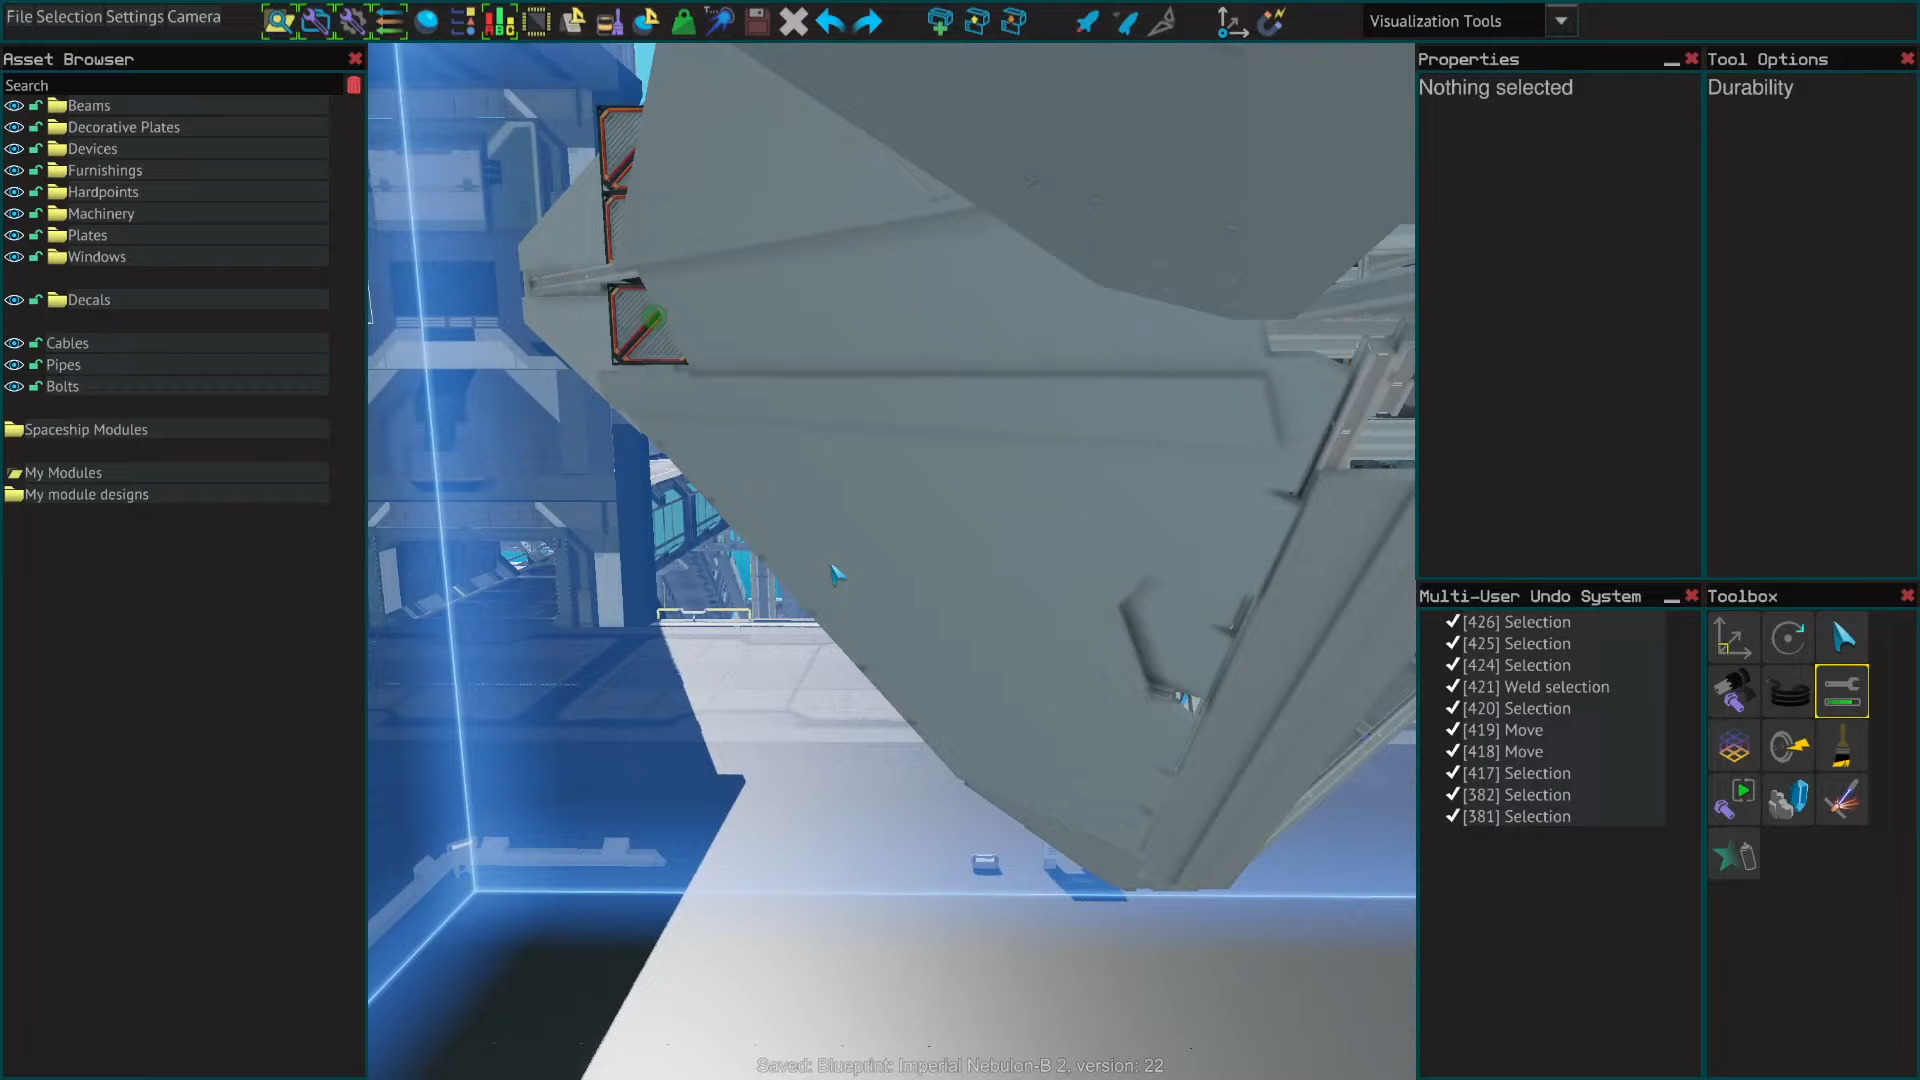 File Selection Settings Camera
Visualization Tools
Asset Browser
Search
Beams
Decorative Plates
Devices
Furnishings
Hardpoints
Machinery
Plates
Windows
Decals
Cables
Pipes
Bolts
Spaceship Modules
My Modules
My module designs
Properties
Nothing selected
Tool Options
Durability
Multi-User Undo System
[426] Selection
[425] Selection
[424] Selection
[421] Weld selection
[420] Selection
[419] Move
[418] Move
[417] Selection
[382] Selection
[381] Selection
Toolbox
Saved: Blueprint: Imperial Nebulon-B 2, version: 22